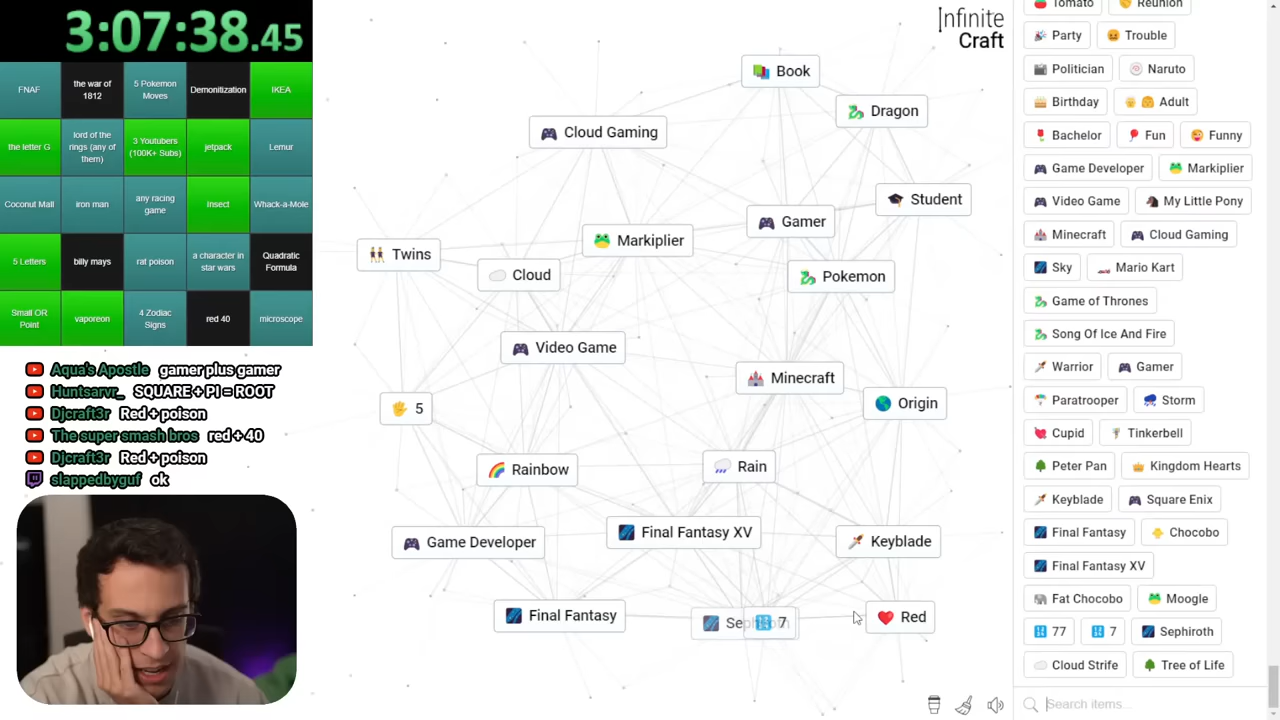 3:07:38.45
FNAF
the war of
1812
5 Pokemon
Moves
Demonitization
IKEA
the letter G
lord of the
rings (any of
them)
3 Youtubers
(100K+ Subs)
jetpack
Lemur
Coconut Mall
iron man
any racing
game
Insect
Whack-a-Mole
5 Letters
billy mays
rat poison
a character in
star wars
Quadratic
Formula
Small OR
Point
vaporeon
4 Zodiac
Signs
red 40
microscope
Aqua's Apostle gamer plus gamer
Huntsarvr_ SQUARE + PI = ROOT
Djcraft3r Red + poison
The super smash bros red + 40
Djcraft3r Red + poison
slappedbyguf ok
Infinite
Craft
Book
Dragon
Cloud Gaming
Student
Gamer
Markiplier
Twins
Cloud
Pokemon
Video Game
Minecraft
Origin
5
Rainbow
Rain
Game Developer
Final Fantasy XV
Keyblade
Final Fantasy
Sephiroth
7
Red
Tomato Reunion
Party Trouble
Politician Naruto
Birthday Adult
Bachelor Fun Funny
Game Developer Markiplier
Video Game My Little Pony
Minecraft Cloud Gaming
Sky Mario Kart
Game of Thrones
Song Of Ice And Fire
Warrior Gamer
Paratrooper Storm
Cupid Tinkerbell
Peter Pan Kingdom Hearts
Keyblade Square Enix
Final Fantasy Chocobo
Final Fantasy XV
Fat Chocobo Moogle
77 7 Sephiroth
Cloud Strife Tree of Life
Search items...